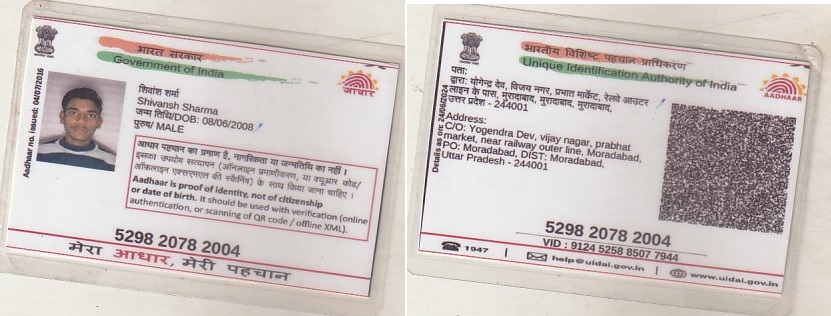 भारत सरकार
Government of India
आधार
Aadhaar no. issued: 04/07/2016
शिवांश शर्मा
Shivansh Sharma
जन्म तिथि/DOB: 08/06/2008
पुरुष/ MALE
आधार पहचान का प्रमाण है, नागरिकता या जन्मतिथि का नहीं ।
इसका उपयोग सत्यापन (ऑनलाइन प्रमाणीकरण, या क्यूआर कोड/
ऑफ़लाइन एक्सएमएल की स्कैनिंग) के साथ किया जाना चाहिए ।
Aadhaar is proof of identity, not of citizenship
or date of birth. It should be used with verification (online
authentication, or scanning of QR code / offline XML).
5298 2078 2004
मेरा आधार, मेरी पहचान
भारतीय विशिष्ट पहचान प्राधिकरण
Unique Identification Authority of India
AADHAAR
Details as on: 24/06/2024
पता:
द्वारा: योगेन्द्र देव, विजय नगर, प्रभात मार्केट, रेलवे आउटर
लाइन के पास, मुरादाबाद, मुरादाबाद, मुरादाबाद,
उत्तर प्रदेश - 244001
Address:
C/O: Yogendra Dev, vijay nagar, prabhat
market, near railway outer line, Moradabad,
PO: Moradabad, DIST: Moradabad,
Uttar Pradesh - 244001
5298 2078 2004
VID : 9124 5258 8507 7944
1947 | help@uidai.gov.in | www.uidai.gov.in